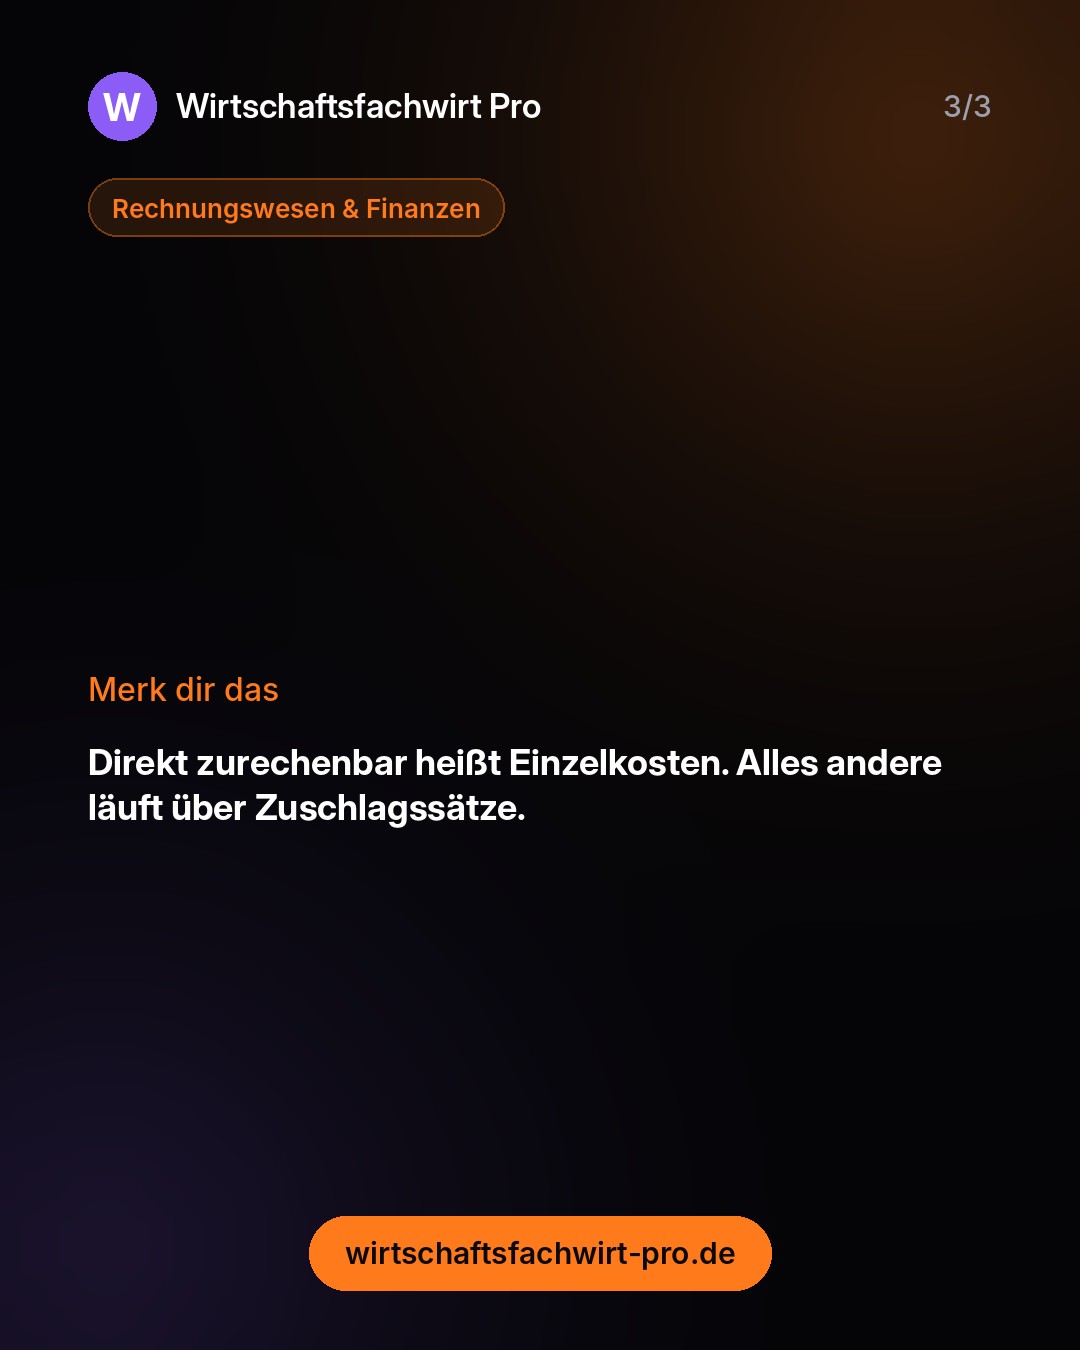 W Wirtschaftsfachwirt Pro 3/3
Rechnungswesen & Finanzen
Merk dir das
Direkt zurechenbar heißt Einzelkosten. Alles andere
läuft über Zuschlagssätze.
wirtschaftsfachwirt-pro.de